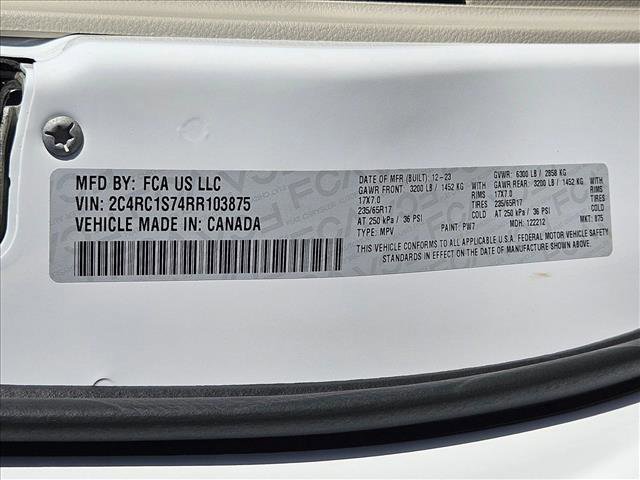 MFD BY: FCA US LLC
VIN: 2C4RC1S74RR103875
VEHICLE MADE IN: CANADA
DATE OF MFR (BUILT): 12-23
GVWR: 6300 LB / 2858 KG
GAWR FRONT: 3200 LB / 1452 KG WITH
GAWR REAR: 3200 LB / 1452 KG WITH
17X7.0 RIMS
17X7.0 RIMS
235/65R17 TIRES
235/65R17 TIRES
AT 250 kPa / 36 PSI COLD
AT 250 kPa / 36 PSI COLD
TYPE: MPV
PAINT: PW7
MDH: 122212
MKT: 875
THIS VEHICLE CONFORMS TO ALL APPLICABLE U.S.A. FEDERAL MOTOR VEHICLE SAFETY
STANDARDS IN EFFECT ON THE DATE OF MANUFACTURE SHOWN ABOVE.